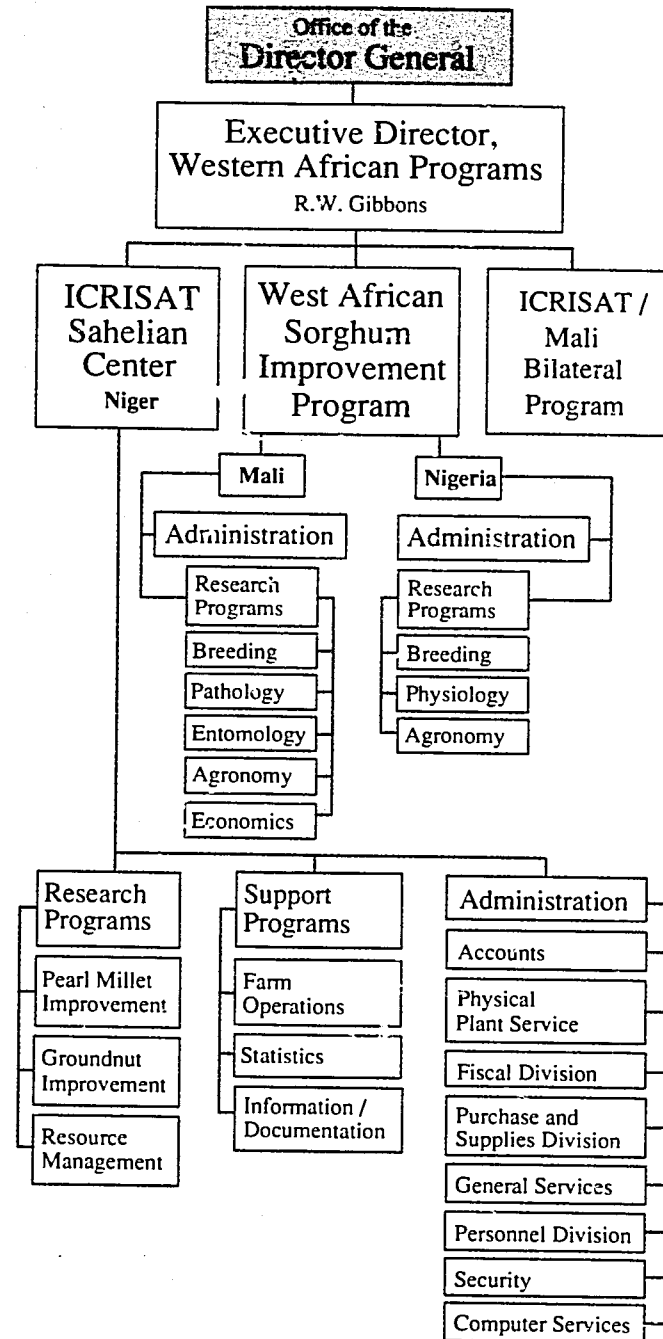 Office of the
Director General
Executive Director,
Western African Programs
R.W. Gibbons
ICRISAT
Sahelian
Center
Niger
West African
Sorghum
Improvement
Program
ICRISAT /
Mali
Bilateral
Program
Mali
Administration
Research
Programs
Breeding
Pathology
Entomology
Agronomy
Economics
Nigeria
Administration
Research
Programs
Breeding
Physiology
Agronomy
Research
Programs
Pearl Millet
Improvement
Groundnut
Improvement
Resource
Management
Support
Programs
Farm
Operations
Statistics
Information /
Documentation
Administration
Accounts
Physical
Plant Service
Fiscal Division
Purchase and
Supplies Division
General Services
Personnel Division
Security
Computer Services